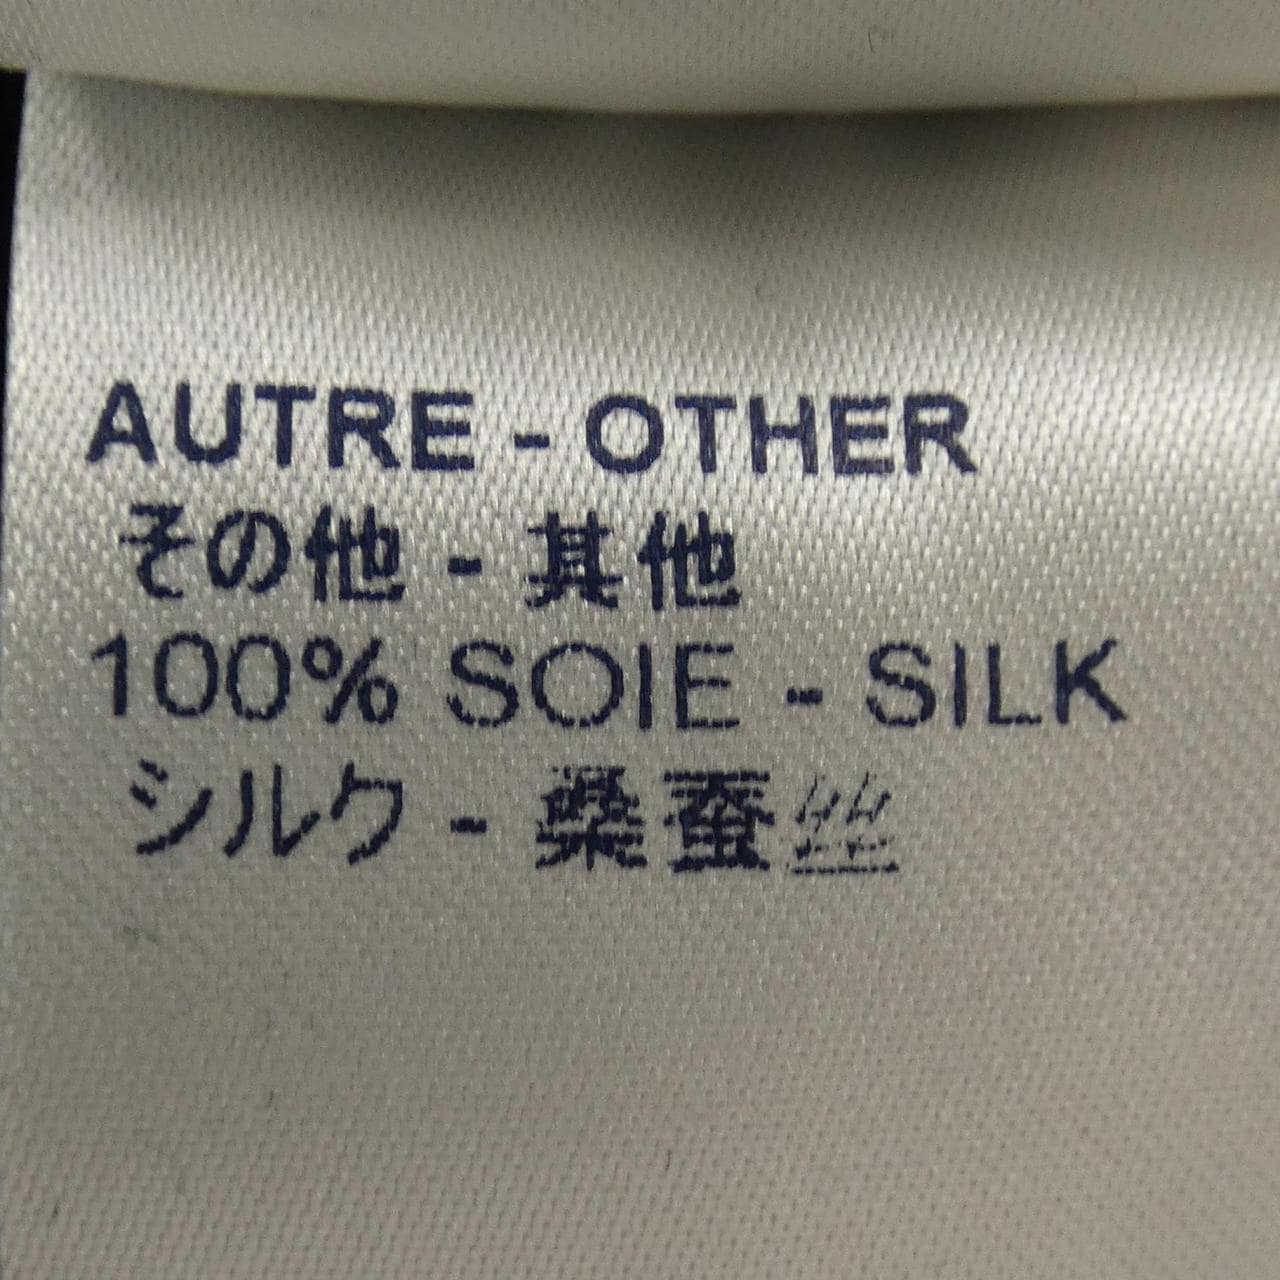 AUTRE - OTHER
その他 - 其他
100% SOIE - SILK
シルク - 桑蚕丝